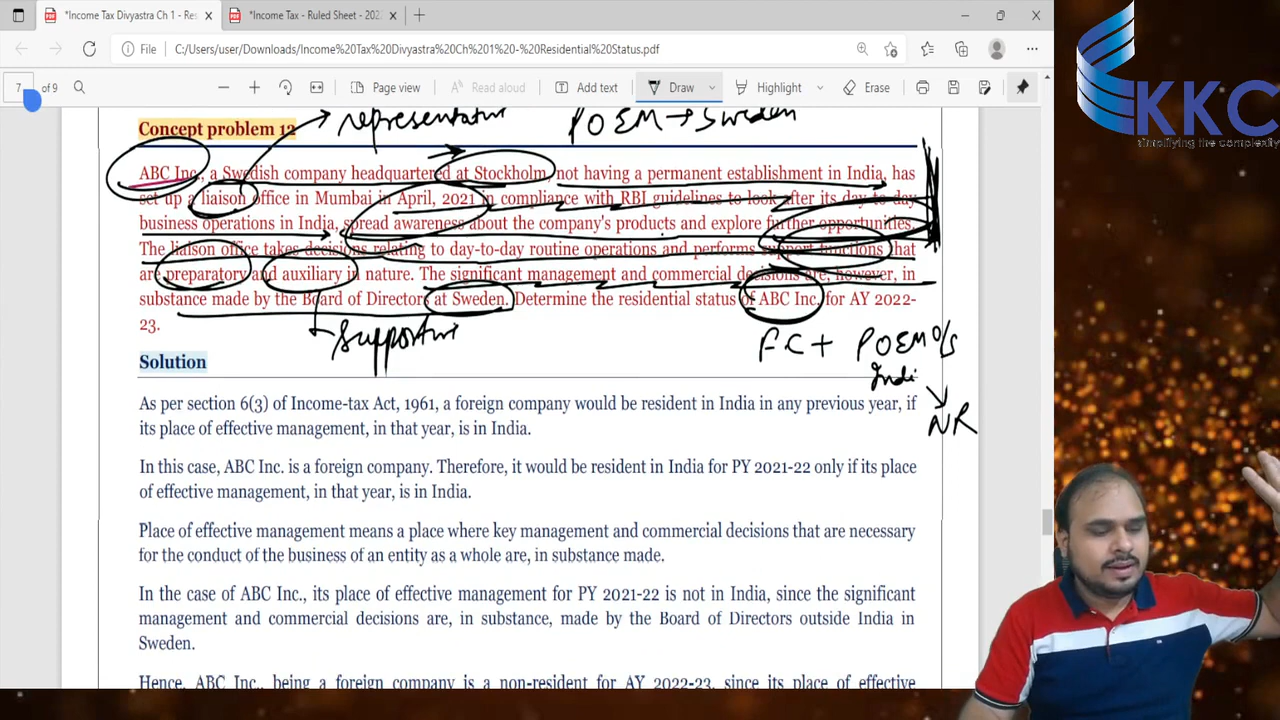 *Income Tax Divyastra Ch 1 - Res
*Income Tax - Ruled Sheet - 202
File
C:/Users/user/Downloads/Income%20Tax%20Divyastra%20Ch%201%20-%20Residential%20Status.pdf
7 of 9
Page view
Read aloud
Add text
Draw
Highlight
Erase
KKC
simplifying the complexity
representative
POEM → Sweden
Concept problem 12
ABC Inc., a Swedish company headquartered at Stockholm, not having a permanent establishment in India, has
set up a liaison office in Mumbai in April, 2021 in compliance with RBI guidelines to look after its day-to-day
business operations in India, spread awareness about the company's products and explore further opportunities.
The liaison office takes decisions relating to day-to-day routine operations and performs support functions that
are preparatory and auxiliary in nature. The significant management and commercial decisions are, however, in
substance made by the Board of Directors at Sweden. Determine the residential status of ABC Inc. for AY 2022-
23.
supportive
FC + POEM o/s
India
NR
Solution
As per section 6(3) of Income-tax Act, 1961, a foreign company would be resident in India in any previous year, if
its place of effective management, in that year, is in India.
In this case, ABC Inc. is a foreign company. Therefore, it would be resident in India for PY 2021-22 only if its place
of effective management, in that year, is in India.
Place of effective management means a place where key management and commercial decisions that are necessary
for the conduct of the business of an entity as a whole are, in substance made.
In the case of ABC Inc., its place of effective management for PY 2021-22 is not in India, since the significant
management and commercial decisions are, in substance, made by the Board of Directors outside India in
Sweden.
Hence, ABC Inc., being a foreign company is a non-resident for AY 2022-23, since its place of effective